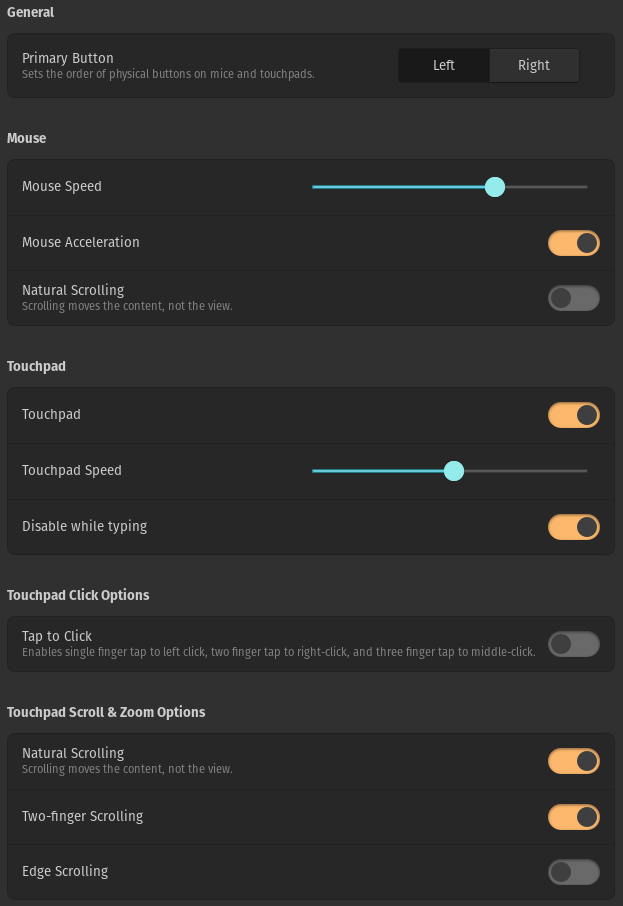 General
Primary Button
Sets the order of physical buttons on mice and touchpads.
Left
Right
Mouse
Mouse Speed
Mouse Acceleration
Natural Scrolling
Scrolling moves the content, not the view.
Touchpad
Touchpad
Touchpad Speed
Disable while typing
Touchpad Click Options
Tap to Click
Enables single finger tap to left click, two finger tap to right-click, and three finger tap to middle-click.
Touchpad Scroll & Zoom Options
Natural Scrolling
Scrolling moves the content, not the view.
Two-finger Scrolling
Edge Scrolling